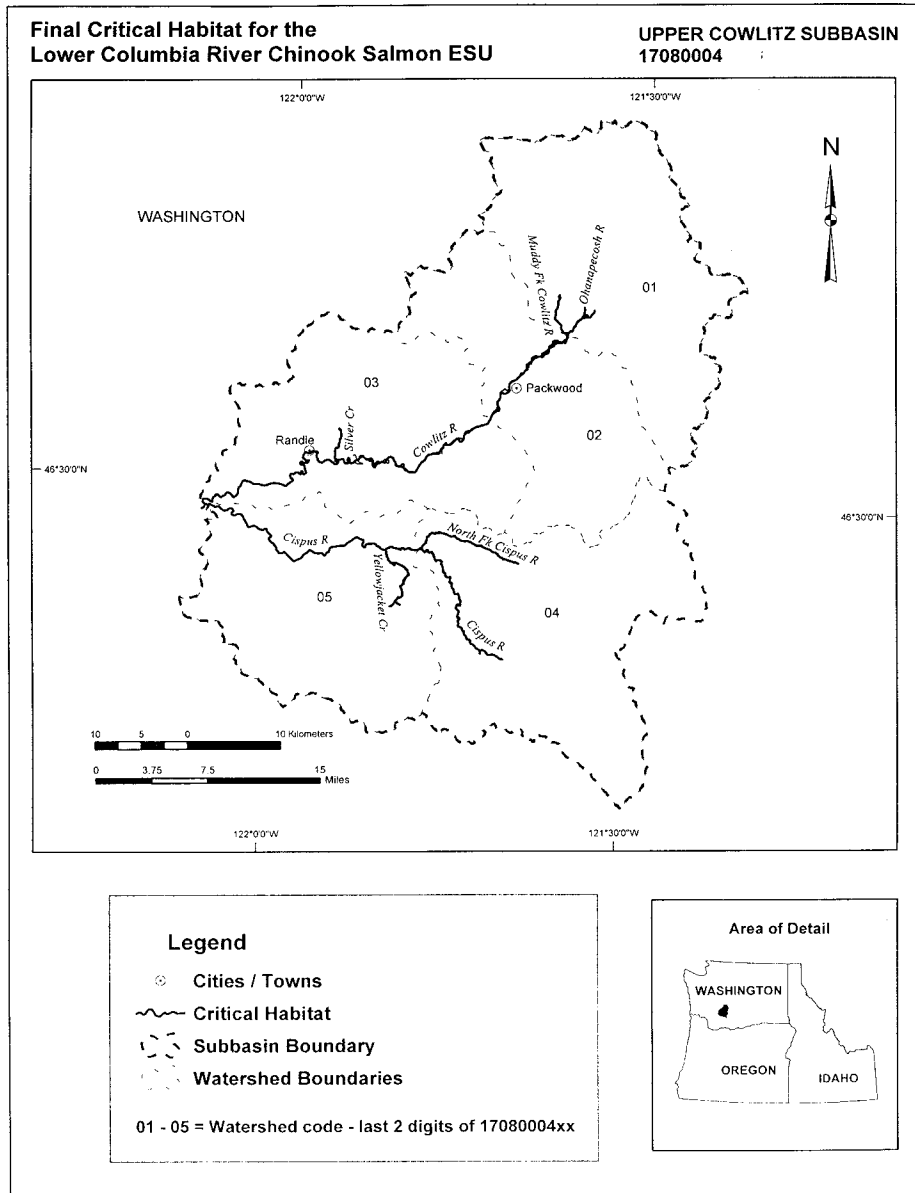 Final Critical Habitat for the
Lower Columbia River Chinook Salmon ESU
UPPER COWLITZ SUBBASIN
17080004
122°0'0"W
121°30'0"W
N
WASHINGTON
Muddy Fk Cowlitz R
Ohanapecosh R
01
03
Packwood
02
Randle
Silver Cr
Cowlitz R
46°30'0"N
46°30'0"N
Cispus R
North Fk Cispus R
Yellowjacket Cr
05
04
Cispus R
10 5 0 10 Kilometers
0 3.75 7.5 15 Miles
122°0'0"W
121°30'0"W
Legend
Cities / Towns
Critical Habitat
Subbasin Boundary
Watershed Boundaries
01 - 05 = Watershed code - last 2 digits of 17080004xx
Area of Detail
WASHINGTON
OREGON
IDAHO